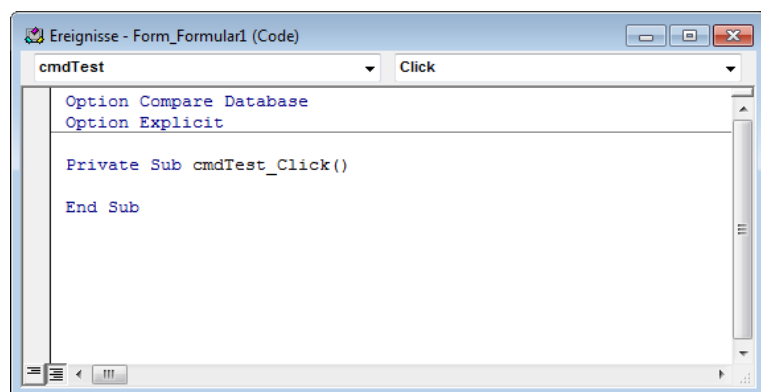 Ereignisse - Form_Formular1 (Code)
cmdTest Click
Option Compare Database
Option Explicit
Private Sub cmdTest_Click()
End Sub